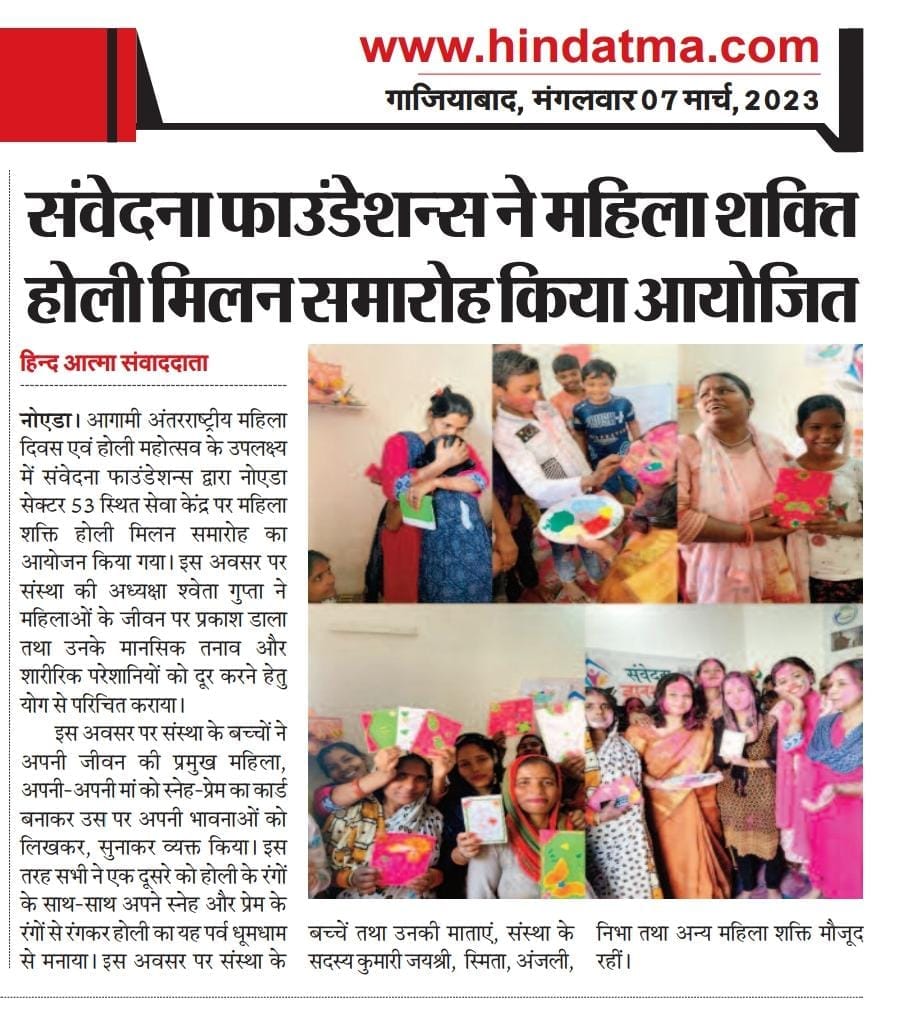 www.hindatma.com
गाजियाबाद, मंगलवार 07 मार्च, 2023
संवेदना फाउंडेशन्स ने महिला शक्ति
होली मिलन समारोह किया आयोजित
हिन्द आत्मा संवाददाता
नोएडा। आगामी अंतरराष्ट्रीय महिला
दिवस एवं होली महोत्सव के उपलक्ष्य
में संवेदना फाउंडेशन्स द्वारा नोएडा
सेक्टर 53 स्थित सेवा केंद्र पर महिला
शक्ति होली मिलन समारोह का
आयोजन किया गया। इस अवसर पर
संस्था की अध्यक्षा श्वेता गुप्ता ने
महिलाओं के जीवन पर प्रकाश डाला
तथा उनके मानसिक तनाव और
शारीरिक परेशानियों को दूर करने हेतु
योग से परिचित कराया।
इस अवसर पर संस्था के बच्चों ने
अपनी जीवन की प्रमुख महिला,
अपनी-अपनी मां को स्नेह-प्रेम का कार्ड
बनाकर उस पर अपनी भावनाओं को
लिखकर, सुनाकर व्यक्त किया। इस
तरह सभी ने एक दूसरे को होली के रंगों
के साथ-साथ अपने स्नेह और प्रेम के
रंगों से रंगकर होली का यह पर्व धूमधाम
से मनाया। इस अवसर पर संस्था के
बच्चें तथा उनकी माताएं, संस्था के
सदस्य कुमारी जयश्री, स्मिता, अंजली,
निभा तथा अन्य महिला शक्ति मौजूद
रहीं।